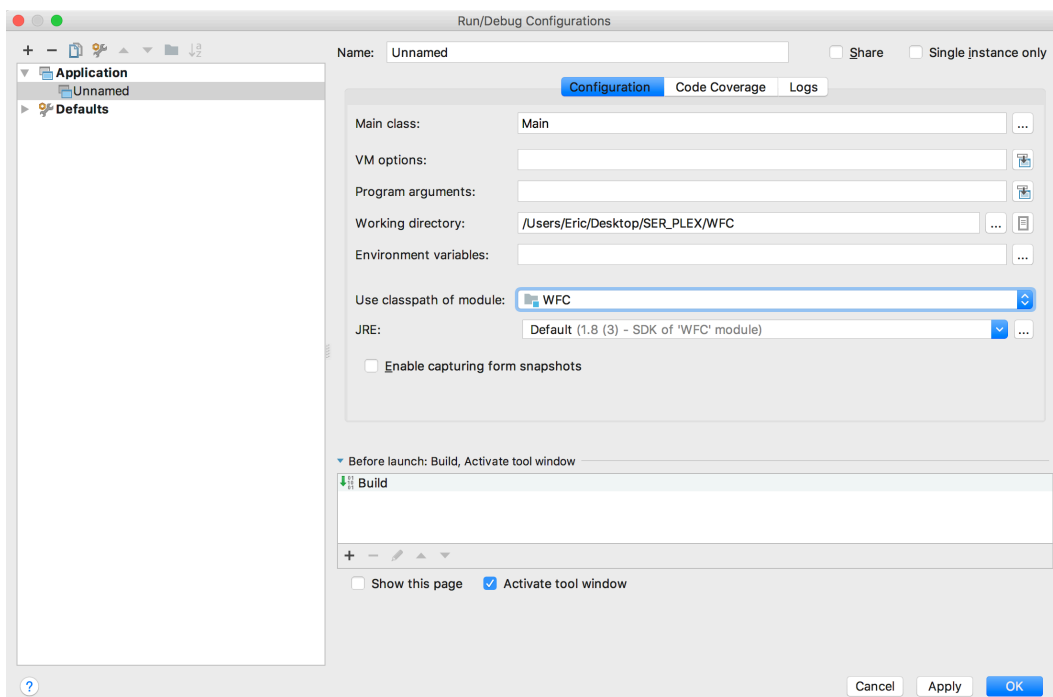 Run/Debug Configurations
Name: Unnamed Share Single instance only
Application
Unnamed
Defaults
Configuration Code Coverage Logs
Main class: Main ...
VM options:
Program arguments:
Working directory: /Users/Eric/Desktop/SER_PLEX/WFC ...
Environment variables: ...
Use classpath of module: WFC
JRE: Default (1.8 (3) - SDK of 'WFC' module) ...
Enable capturing form snapshots
Before launch: Build, Activate tool window
Build
Show this page Activate tool window
? Cancel Apply OK